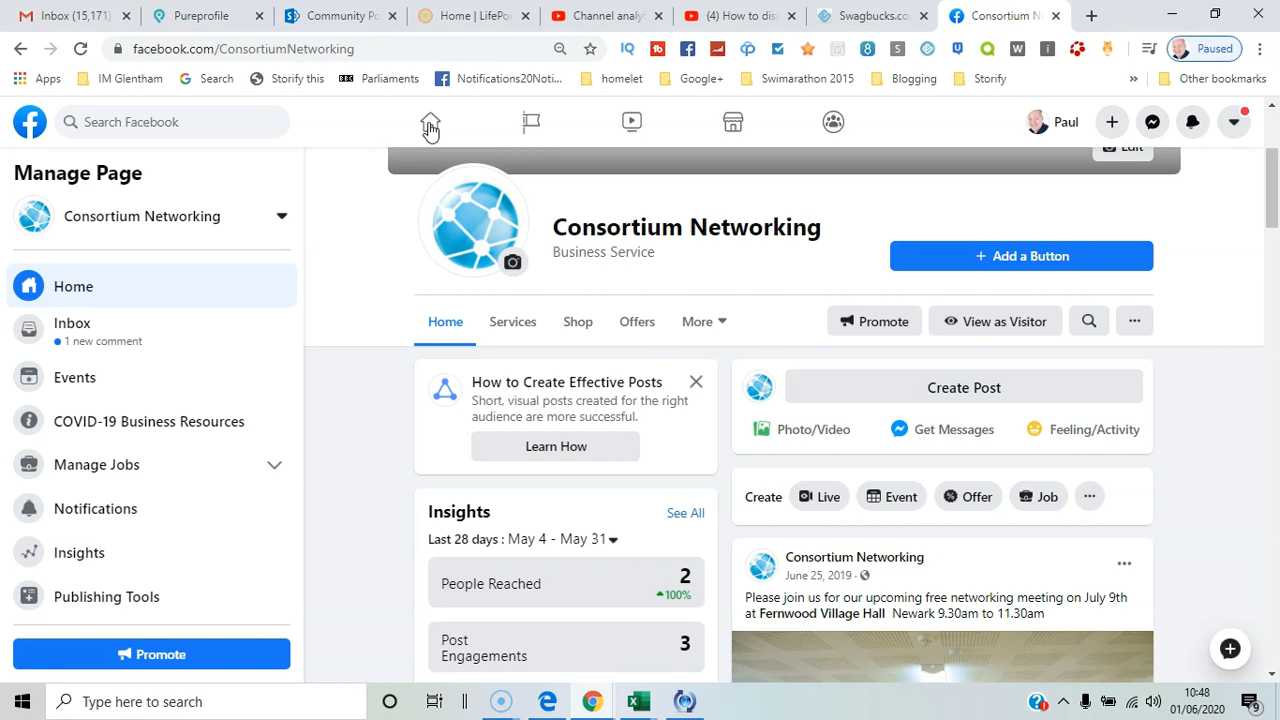 Inbox (15,171)
Pureprofile
Community Po
Home | LifePo
Channel analyt
(4) How to dis
Swagbucks.co
Consortium N
facebook.com/ConsortiumNetworking
Paused
Apps
IM Glentham
Search
Storify this
Parliaments
Notifications20Noti...
homelet
Google+
Swimarathon 2015
Blogging
Storify
Other bookmarks
Search Facebook
Paul
Manage Page
Consortium Networking
Home
Inbox
1 new comment
Events
COVID-19 Business Resources
Manage Jobs
Notifications
Insights
Publishing Tools
Promote
Edit
Consortium Networking
Business Service
+ Add a Button
Home Services Shop Offers More
Promote
View as Visitor
How to Create Effective Posts
Short, visual posts created for the right
audience are more successful.
Learn How
Insights
See All
Last 28 days : May 4 - May 31
People Reached
2
100%
Post
Engagements
3
Create Post
Photo/Video
Get Messages
Feeling/Activity
Create
Live
Event
Offer
Job
Consortium Networking
June 25, 2019
Please join us for our upcoming free networking meeting on July 9th
at Fernwood Village Hall Newark 9.30am to 11.30am
Type here to search
10:48
01/06/2020